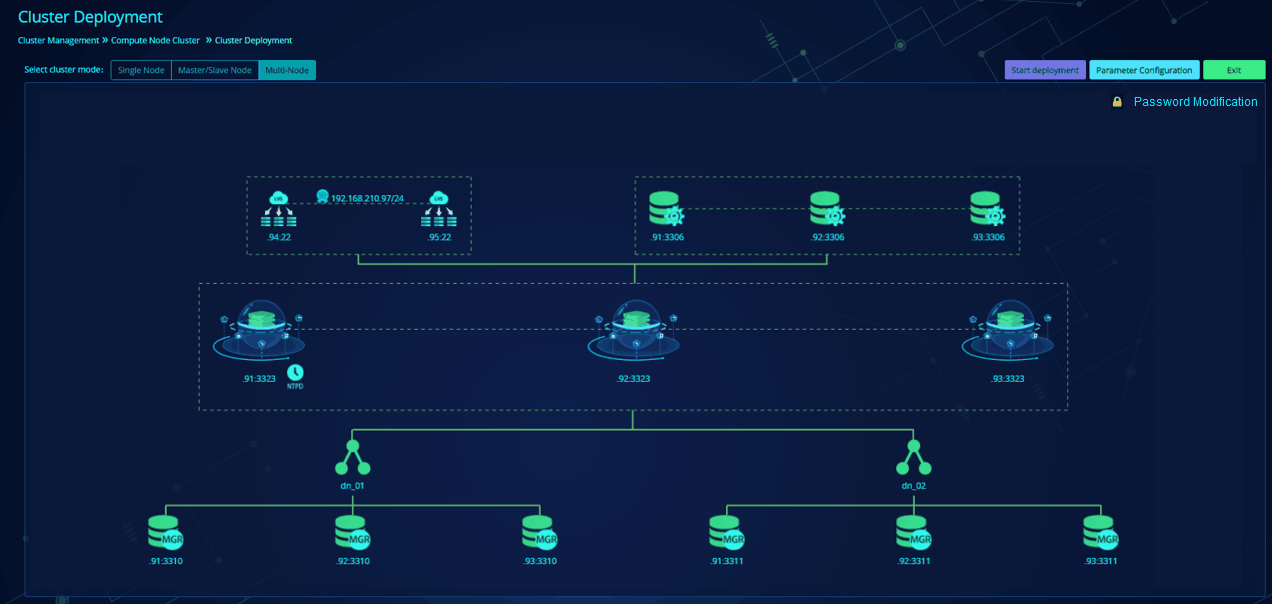 Cluster Deployment
Cluster Management » Compute Node Cluster » Cluster Deployment
Select cluster mode: Single Node Master/Slave Node Multi-Node Start deployment Parameter Configuration Exit
Password Modification
LVS 192.168.210.97/24 LVS
.94:22 .95:22 .91:3306 .92:3306 .93:3306
.91:3323 .92:3323 .93:3323
NTPD
dn_01 dn_02
MGR MGR MGR MGR MGR MGR
.91:3310 .92:3310 .93:3310 .91:3311 .92:3311 .93:3311